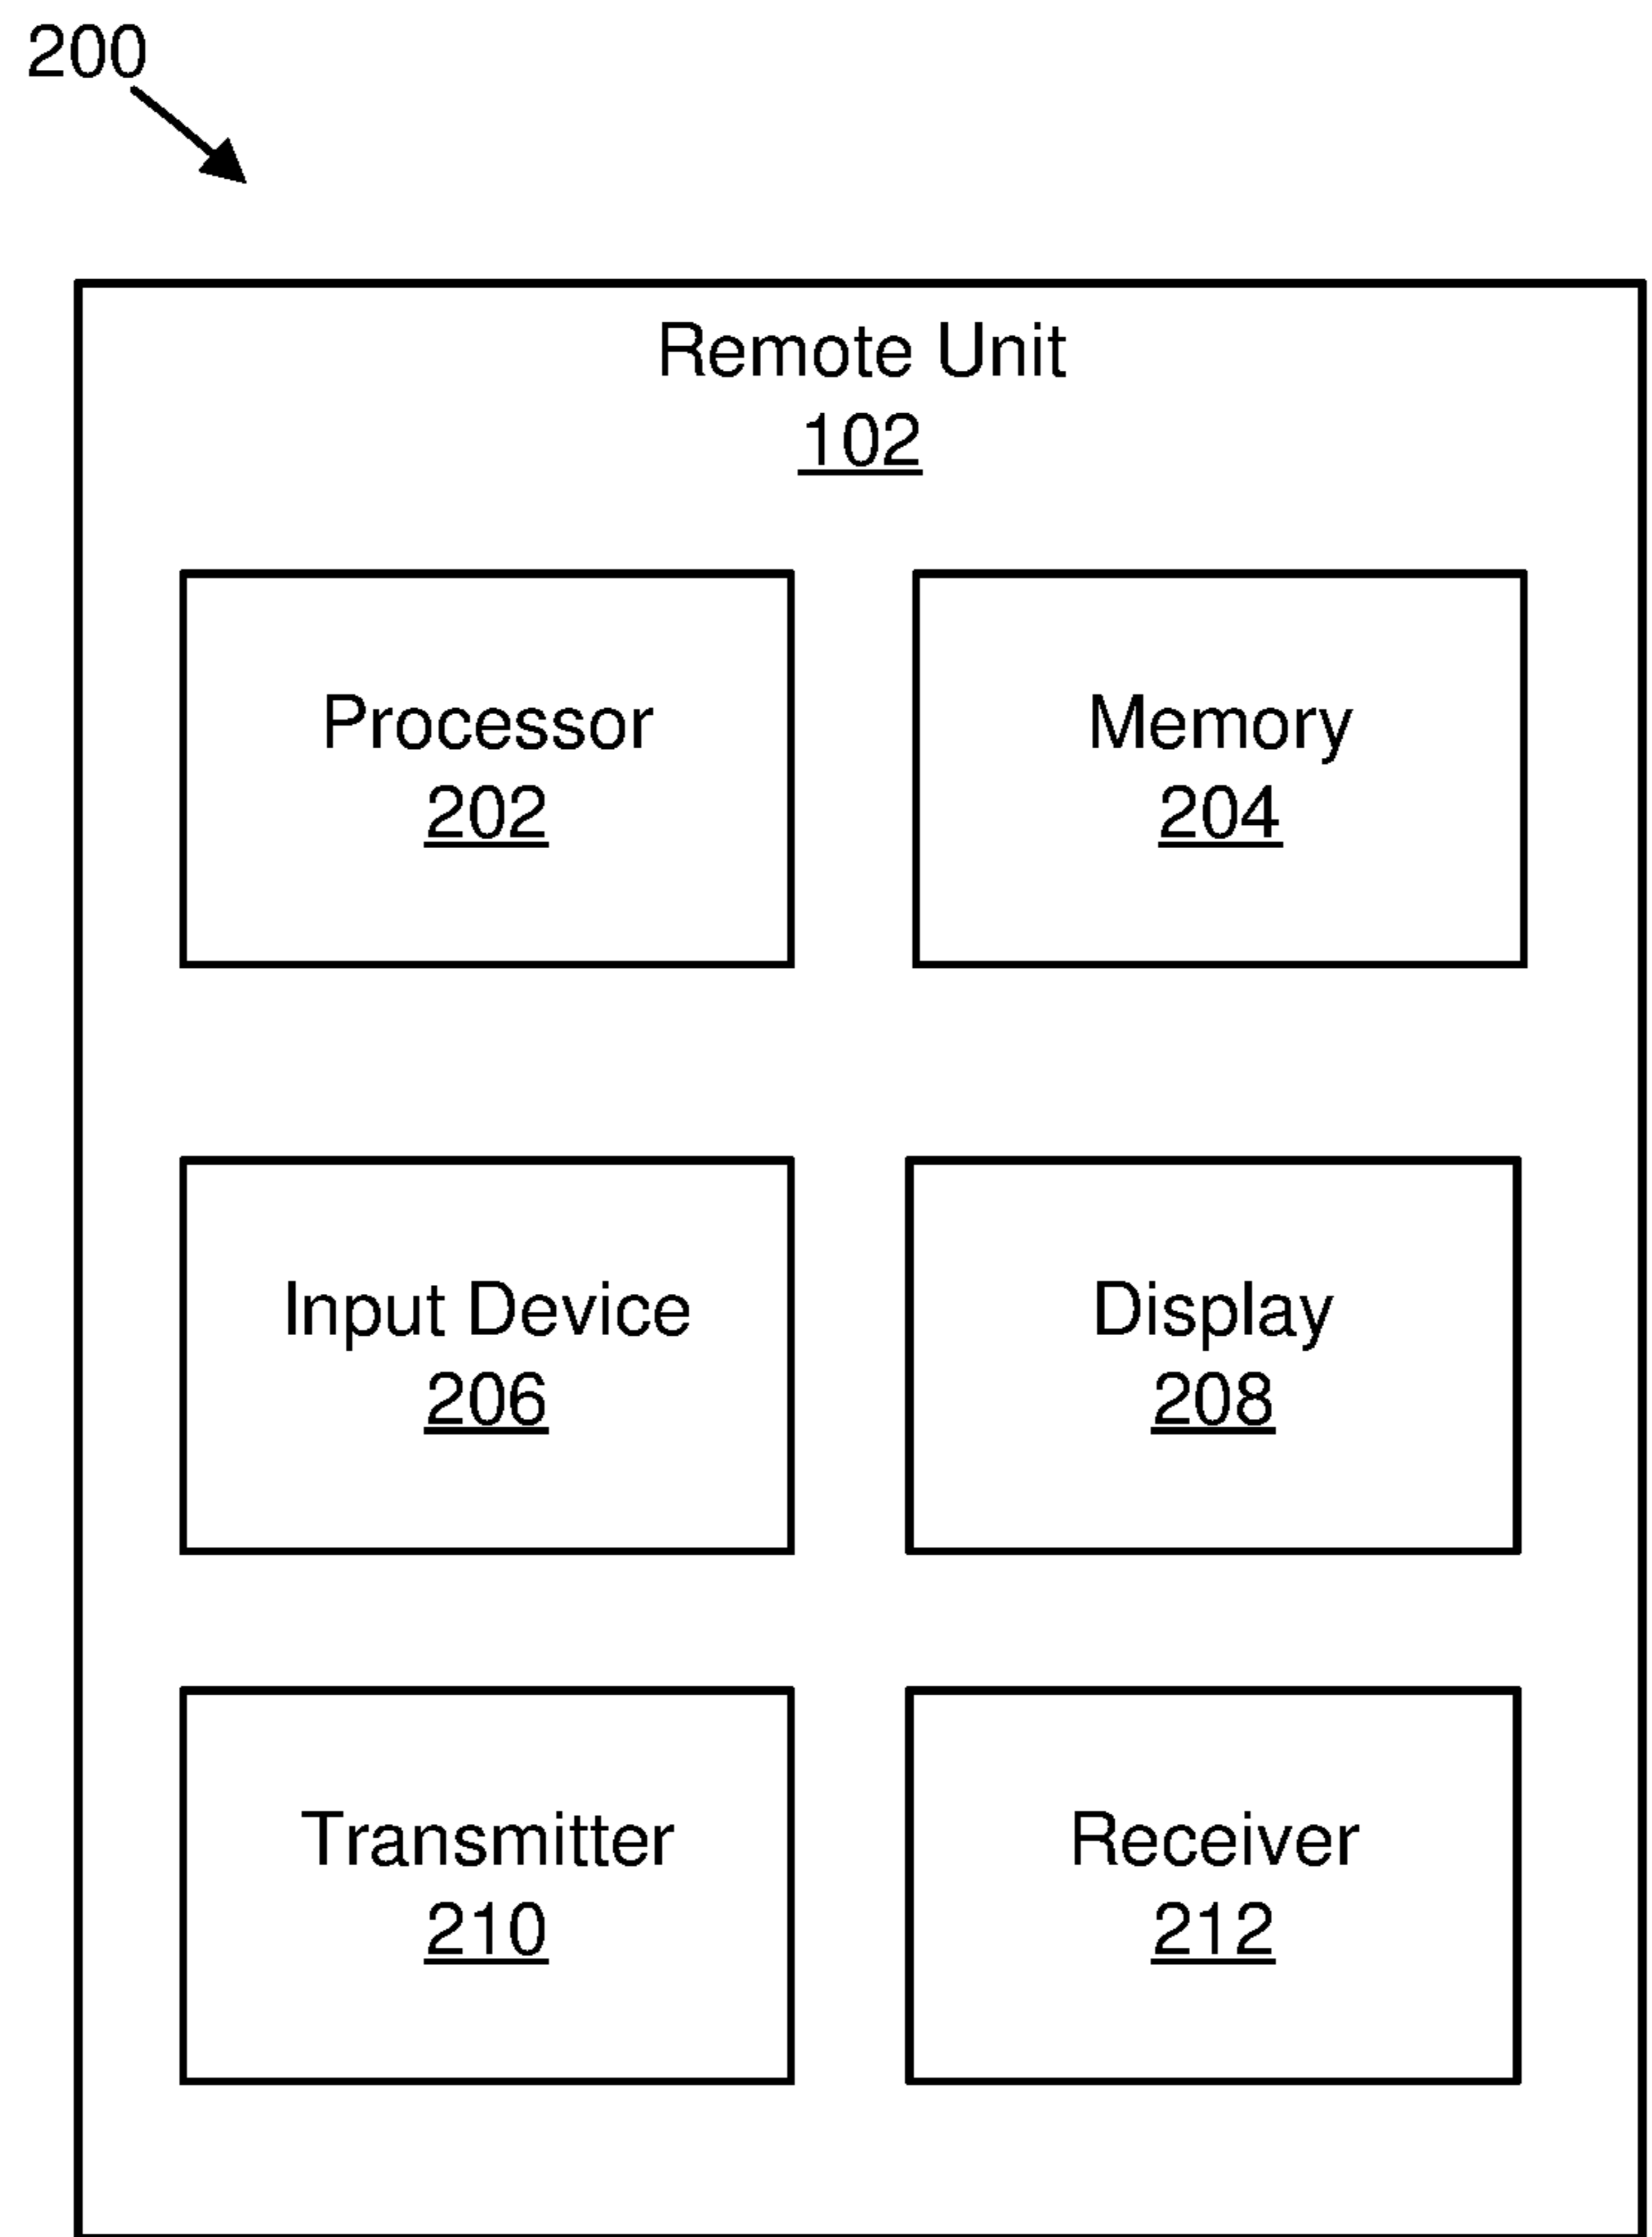 200
Remote Unit
102
Processor
202
Memory
204
Input Device
206
Display
208
Transmitter
210
Receiver
212